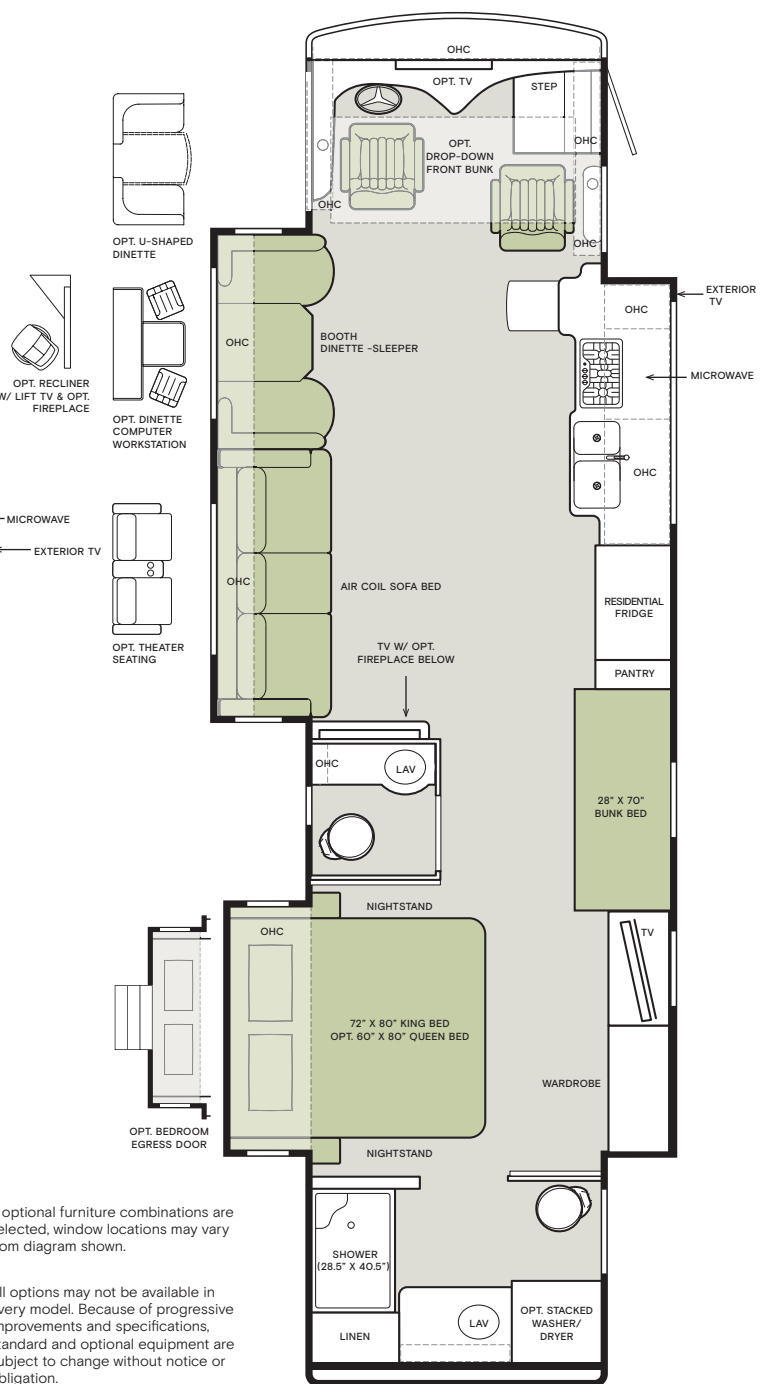 OHC
OPT. TV
STEP
OPT.
DROP-DOWN
FRONT BUNK
OHC
OHC
OHC
OPT. U-SHAPED
DINETTE
OHC
BOOTH
DINETTE -SLEEPER
EXTERIOR
TV
OHC
MICROWAVE
OPT. RECLINER
W/ LIFT TV & OPT.
FIREPLACE
OPT. DINETTE
COMPUTER
WORKSTATION
OHC
MICROWAVE
EXTERIOR TV
OHC
AIR COIL SOFA BED
RESIDENTIAL
FRIDGE
OPT. THEATER
SEATING
TV W/ OPT.
FIREPLACE BELOW
PANTRY
OHC
LAV
28" X 70"
BUNK BED
NIGHTSTAND
OHC
TV
72" X 80" KING BED
OPT. 60" X 80" QUEEN BED
WARDROBE
OPT. BEDROOM
EGRESS DOOR
NIGHTSTAND
optional furniture combinations are
elected, window locations may vary
om diagram shown.
SHOWER
(28.5" X 40.5")
ll options may not be available in
very model. Because of progressive
mprovements and specifications,
tandard and optional equipment are
ubject to change without notice or
bligation.
LINEN
LAV
OPT. STACKED
WASHER/
DRYER